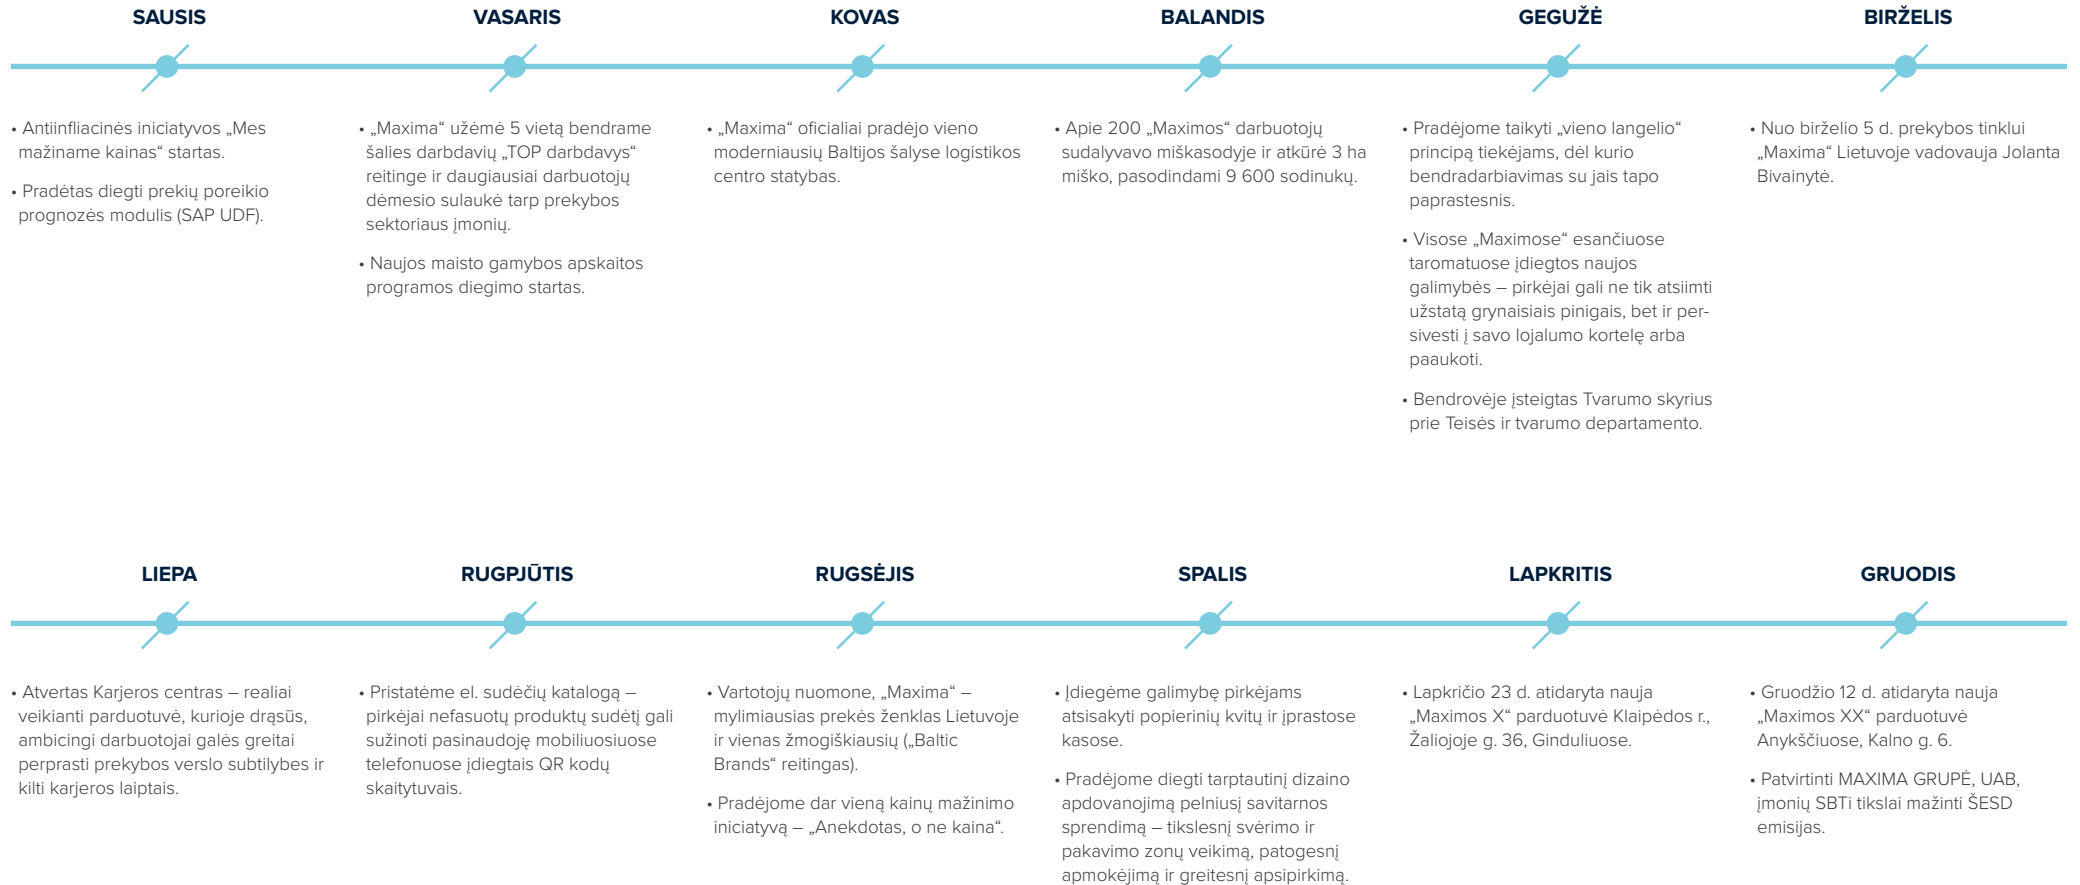 SAUSIS
• Antiinfliacinės iniciatyvos „Mes
mažiname kainas“ startas.
• Pradėtas diegti prekių poreikio
prognozės modulis (SAP UDF).
VASARIS
• „Maxima“ užėmė 5 vietą bendrame
šalies darbdavių „TOP darbdavys“
reitinge ir daugiausiai darbuotojų
dėmesio sulaukė tarp prekybos
sektoriaus įmonių.
• Naujos maisto gamybos apskaitos
programos diegimo startas.
KOVAS
• „Maxima“ oficialiai pradėjo vieno
moderniausių Baltijos šalyse logistikos
centro statybas.
BALANDIS
• Apie 200 „Maximos“ darbuotojų
sudalyvavo miškasodyje ir atkūrė 3 ha
miško, pasodindami 9 600 sodinukų.
GEGUŽĖ
• Pradėjome taikyti „vieno langelio“
principą tiekėjams, dėl kurio
bendradarbiavimas su jais tapo
paprastesnis.
• Visose „Maximose“ esančiuose
taromatuose įdiegtos naujos
galimybės – pirkėjai gali ne tik atsiimti
užstatą grynaisiais pinigais, bet ir per-
sivesti į savo lojalumo kortelę arba
paaukoti.
• Bendrovėje įsteigtas Tvarumo skyrius
prie Teisės ir tvarumo departamento.
BIRŽELIS
• Nuo birželio 5 d. prekybos tinklui
„Maxima“ Lietuvoje vadovauja Jolanta
Bivainytė.
LIEPA
• Atvertas Karjeros centras – realiai
veikianti parduotuvė, kurioje drąsūs,
ambicingi darbuotojai galės greitai
perprasti prekybos verslo subtilybes ir
kilti karjeros laiptais.
RUGPJŪTIS
• Pristatėme el. sudėčių katalogą –
pirkėjai nefasuotų produktų sudėtį gali
sužinoti pasinaudoję mobiliuosiuose
telefonuose įdiegtais QR kodų
skaitytuvais.
RUGSĖJIS
• Vartotojų nuomone, „Maxima“ –
mylimiausias prekės ženklas Lietuvoje
ir vienas žmogiškiausių („Baltic
Brands“ reitingas).
• Pradėjome dar vieną kainų mažinimo
iniciatyvą – „Anekdotas, o ne kaina“.
SPALIS
• Įdiegėme galimybę pirkėjams
atsisakyti popierinių kvitų ir įprastose
kasose.
• Pradėjome diegti tarptautinį dizaino
apdovanojimą pelniusį savitarnos
sprendimą – tikslesnį svėrimo ir
pakavimo zonų veikimą, patogesnį
apmokėjimą ir greitesnį apsipirkimą.
LAPKRITIS
• Lapkričio 23 d. atidaryta nauja
„Maximos X“ parduotuvė Klaipėdos r.,
Žaliojoje g. 36, Ginduliuose.
GRUODIS
• Gruodžio 12 d. atidaryta nauja
„Maximos XX“ parduotuvė
Anykščiuose, Kalno g. 6.
• Patvirtinti MAXIMA GRUPĖ, UAB,
įmonių SBTi tikslai mažinti ŠESD
emisijas.